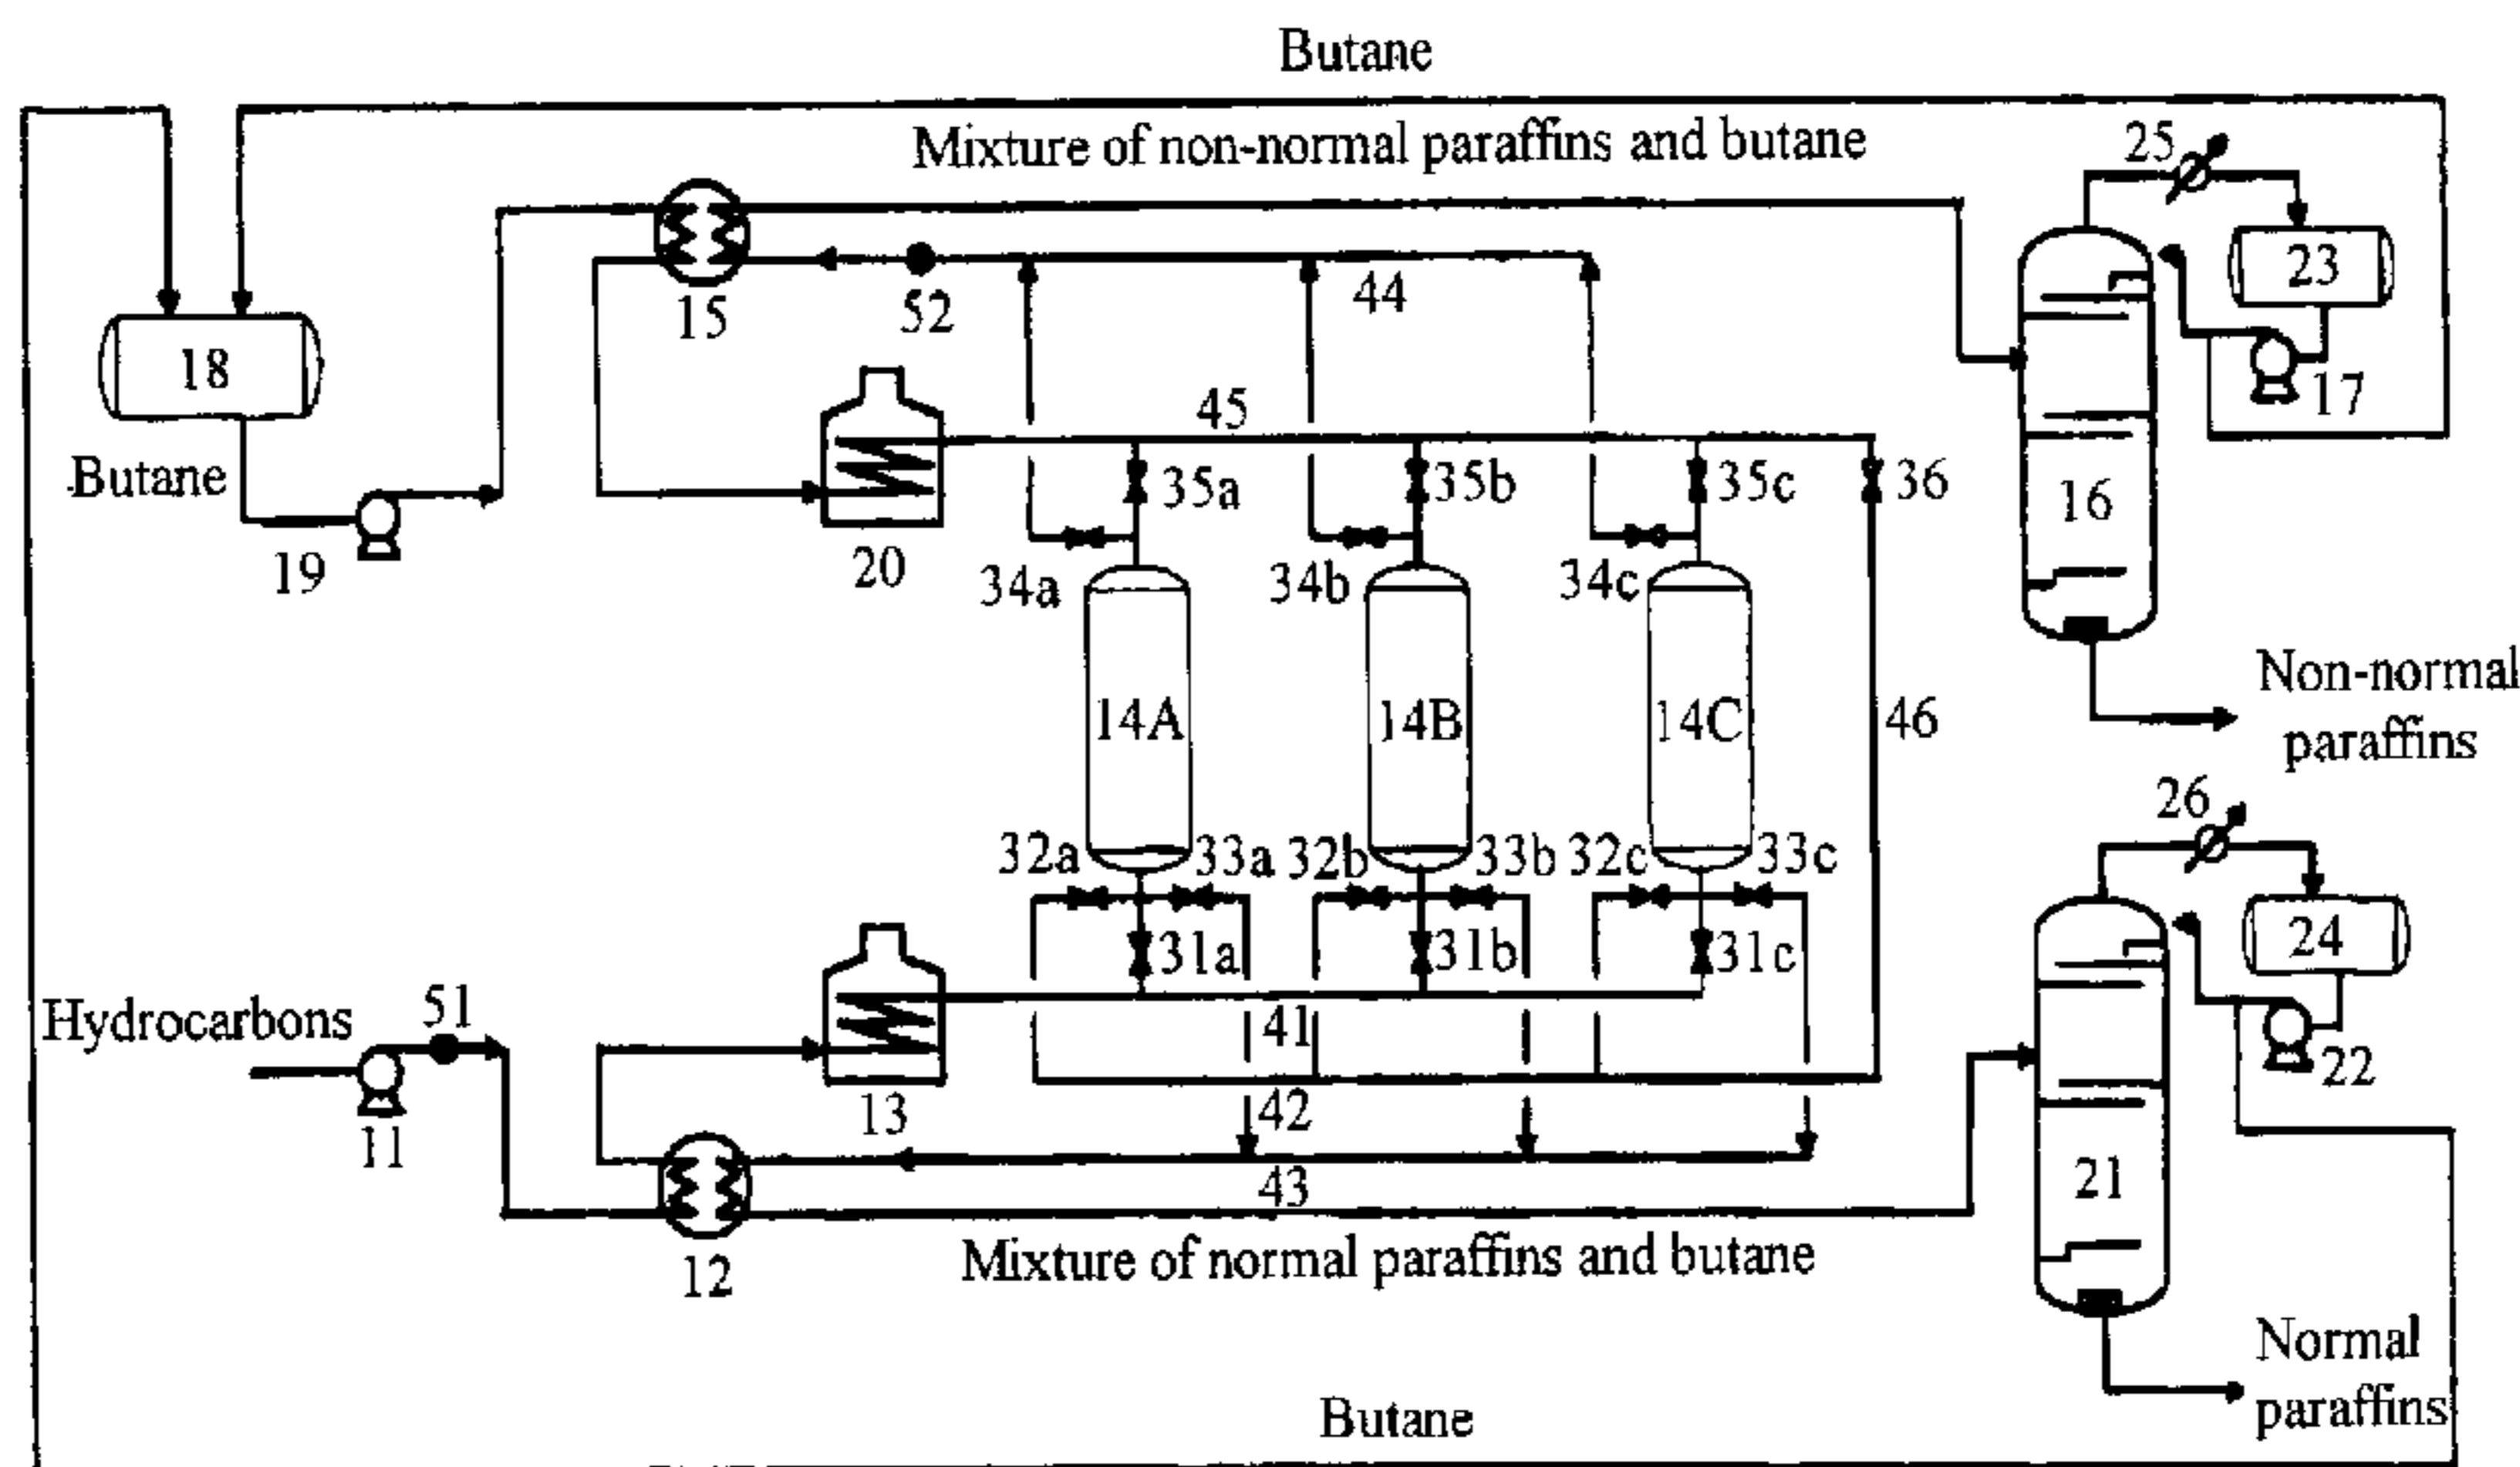 Butane
Mixture of non-normal paraffins and butane
25
23
15
52
44
18
17
45
Butane
35a
35b
35c
36
16
19
20
34a
34b
34c
Non-normal
paraffins
14A
14B
14C
46
26
32a
33a
32b
33b
32c
33c
24
31a
31b
31c
Hydrocarbons
51
41
22
11
13
42
21
43
12
Mixture of normal paraffins and butane
Normal
paraffins
Butane